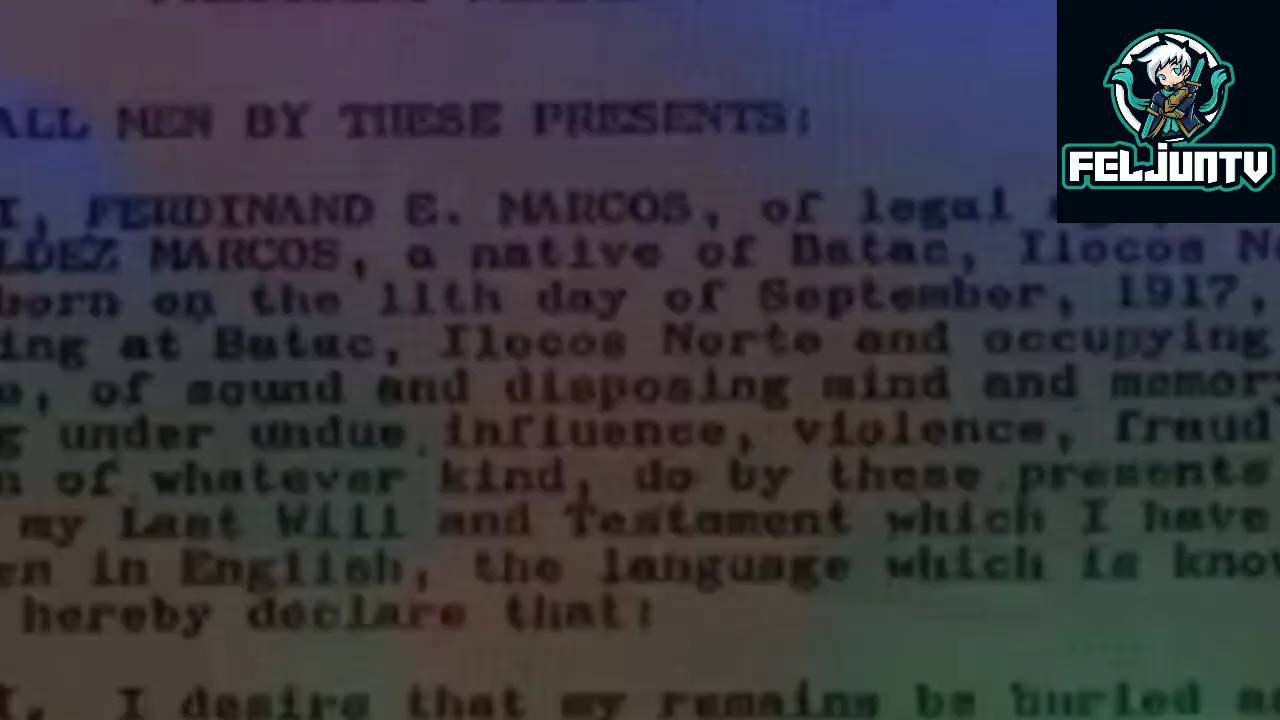 ALL MEN BY THESE PRESENTS:
FELJUNTV
I, FERDINAND E. MARCOS, of legal
LDEZ MARCOS, a native of Batac, Ilocos No
born on the 11th day of September, 1917,
ing at Batac, Ilocos Norte and occupying
e, of sound and disposing mind and memory
g under undue influence, violence, fraud
n of whatever kind, do by these presents
my Last Will and Testament which I have
en in English, the language which is know
hereby declare that:
I. I desire that my remains be buried